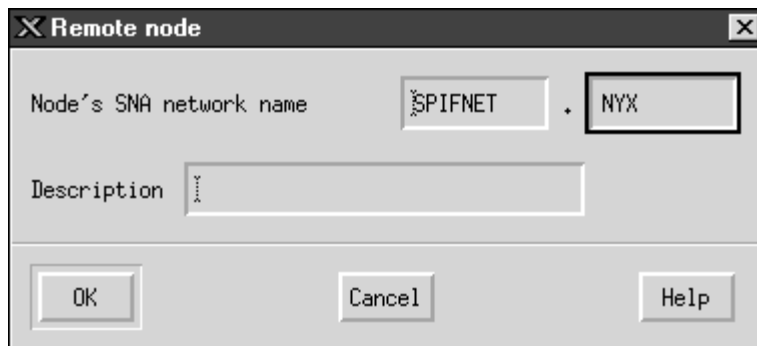 Remote node
Node's SNA network name SPIFNET . NYX
Description
OK Cancel Help